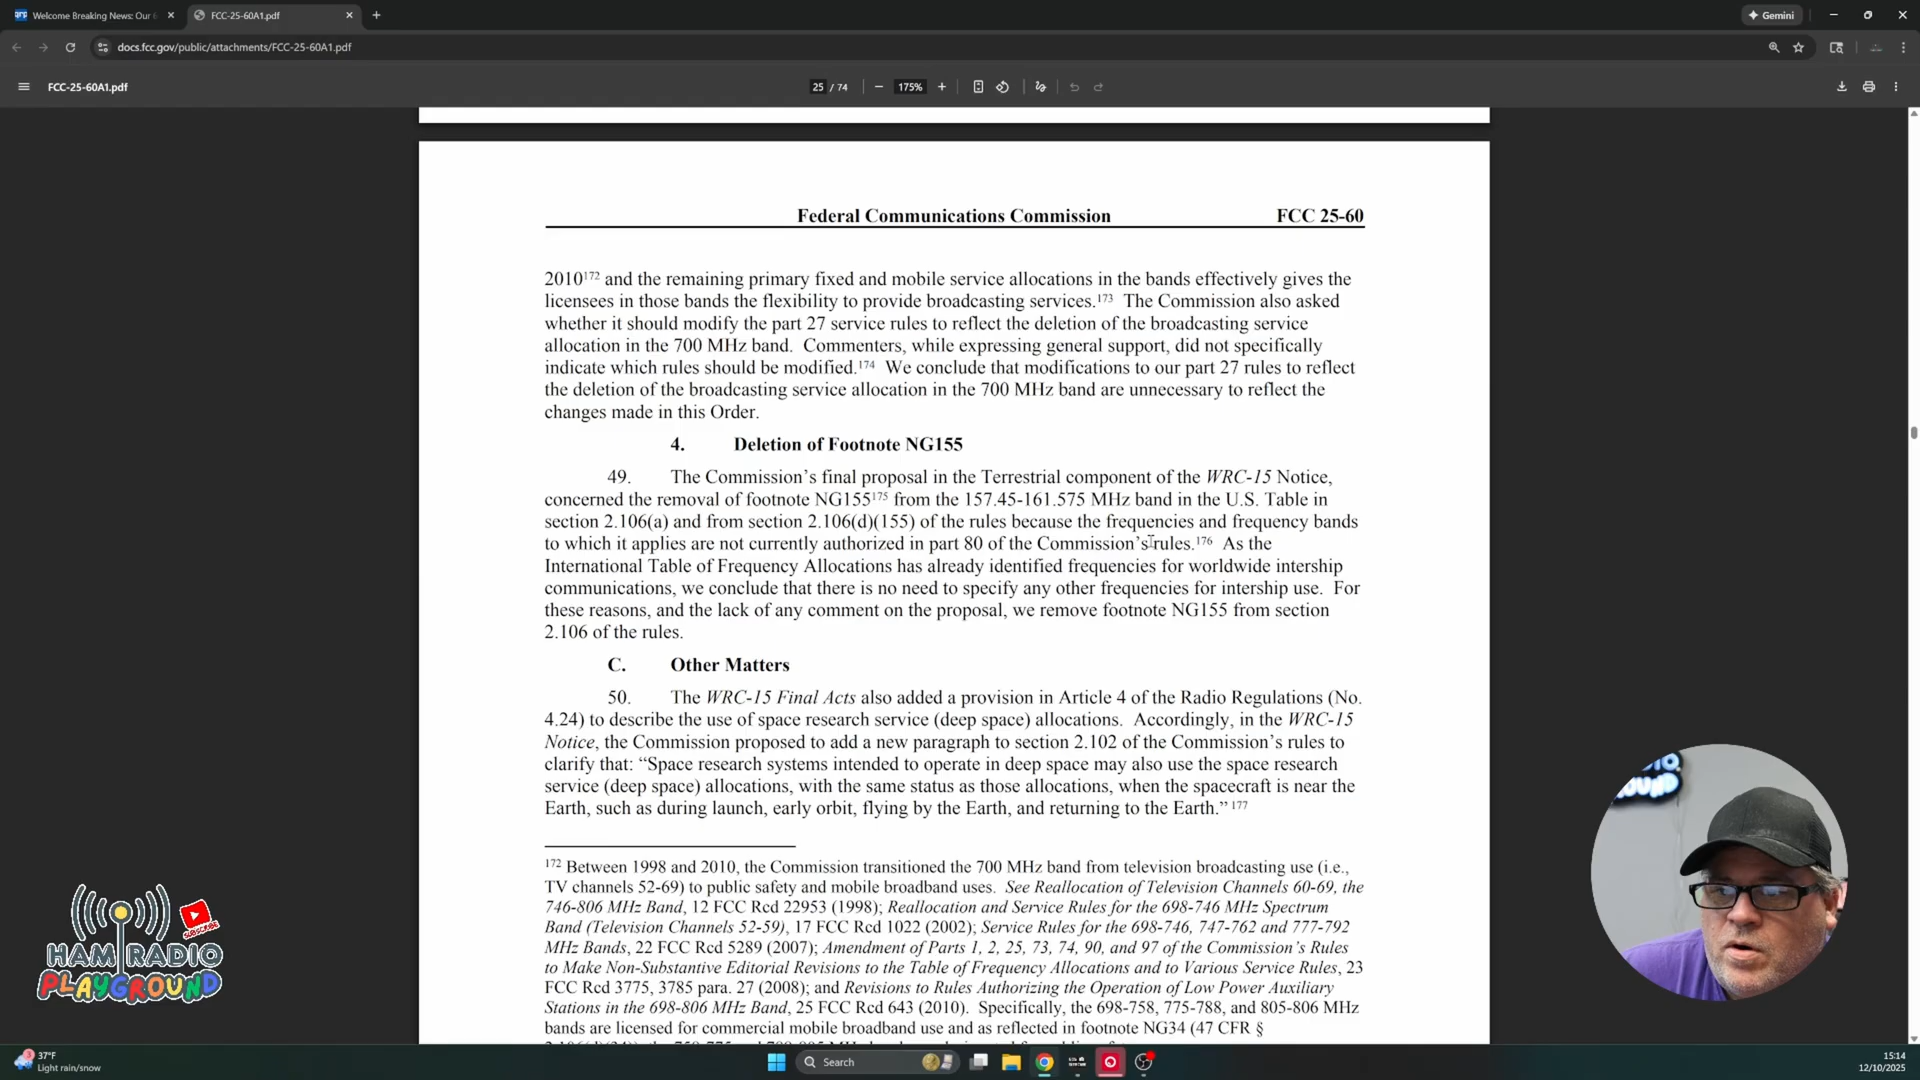 Welcome Breaking News: Our 6
FCC-25-60A1.pdf
Gemini
docs.fcc.gov/public/attachments/FCC-25-60A1.pdf
FCC-25-60A1.pdf
25 / 74
175%
Federal Communications Commission FCC 25-60
2010172 and the remaining primary fixed and mobile service allocations in the bands effectively gives the
licensees in those bands the flexibility to provide broadcasting services.173 The Commission also asked
whether it should modify the part 27 service rules to reflect the deletion of the broadcasting service
allocation in the 700 MHz band. Commenters, while expressing general support, did not specifically
indicate which rules should be modified.174 We conclude that modifications to our part 27 rules to reflect
the deletion of the broadcasting service allocation in the 700 MHz band are unnecessary to reflect the
changes made in this Order.
4. Deletion of Footnote NG155
49. The Commission's final proposal in the Terrestrial component of the WRC-15 Notice,
concerned the removal of footnote NG155175 from the 157.45-161.575 MHz band in the U.S. Table in
section 2.106(a) and from section 2.106(d)(155) of the rules because the frequencies and frequency bands
to which it applies are not currently authorized in part 80 of the Commission's rules.176 As the
International Table of Frequency Allocations has already identified frequencies for worldwide intership
communications, we conclude that there is no need to specify any other frequencies for intership use. For
these reasons, and the lack of any comment on the proposal, we remove footnote NG155 from section
2.106 of the rules.
C. Other Matters
50. The WRC-15 Final Acts also added a provision in Article 4 of the Radio Regulations (No.
4.24) to describe the use of space research service (deep space) allocations. Accordingly, in the WRC-15
Notice, the Commission proposed to add a new paragraph to section 2.102 of the Commission's rules to
clarify that: “Space research systems intended to operate in deep space may also use the space research
service (deep space) allocations, with the same status as those allocations, when the spacecraft is near the
Earth, such as during launch, early orbit, flying by the Earth, and returning to the Earth.” 177
172 Between 1998 and 2010, the Commission transitioned the 700 MHz band from television broadcasting use (i.e.,
TV channels 52-69) to public safety and mobile broadband uses. See Reallocation of Television Channels 60-69, the
746-806 MHz Band, 12 FCC Rcd 22953 (1998); Reallocation and Service Rules for the 698-746 MHz Spectrum
Band (Television Channels 52-59), 17 FCC Rcd 1022 (2002); Service Rules for the 698-746, 747-762 and 777-792
MHz Bands, 22 FCC Rcd 5289 (2007); Amendment of Parts 1, 2, 25, 73, 74, 90, and 97 of the Commission's Rules
to Make Non-Substantive Editorial Revisions to the Table of Frequency Allocations and to Various Service Rules, 23
FCC Rcd 3775, 3785 para. 27 (2008); and Revisions to Rules Authorizing the Operation of Low Power Auxiliary
Stations in the 698-806 MHz Band, 25 FCC Rcd 643 (2010). Specifically, the 698-758, 775-788, and 805-806 MHz
bands are licensed for commercial mobile broadband use and as reflected in footnote NG34 (47 CFR §
SUBSCRIBE
HAM RADIO
PLAYGROUND
37°F
Light rain/snow
Search
15:14
12/10/2025